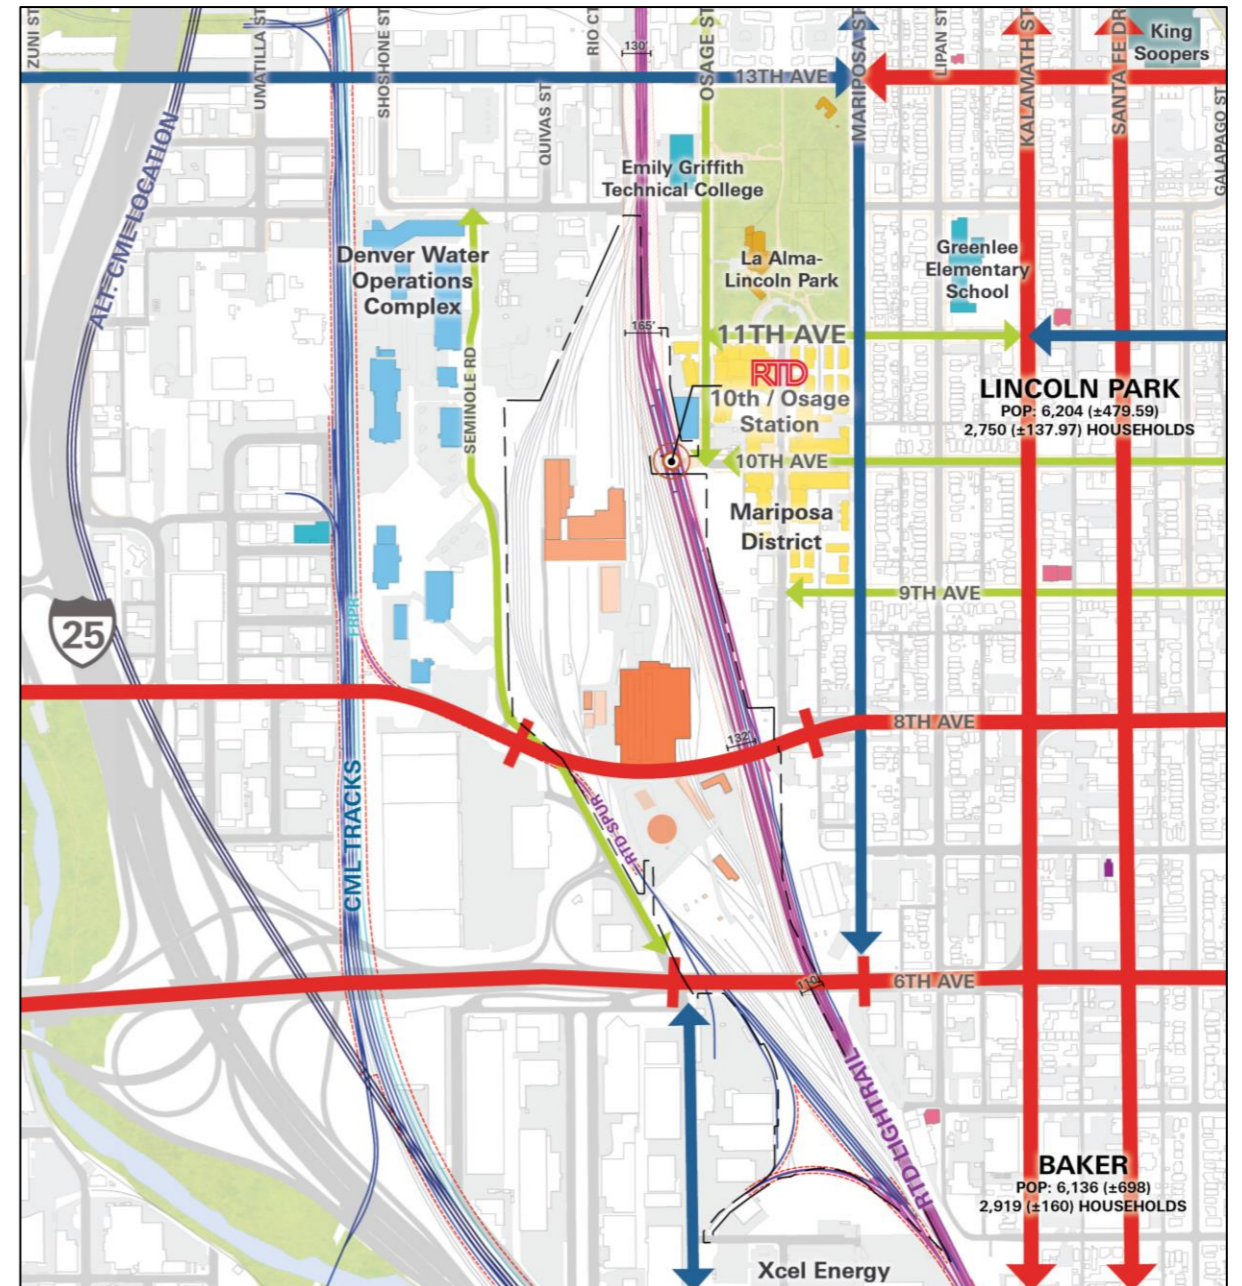 ZUNI ST
UMATILLA ST
SHOSHONE ST
RIO CT
OSAGE ST
MARIPOSA ST
LIPAN ST
KALAMATH ST
SANTA FE DR
King
Soopers
130'
13TH AVE
QUIVAS ST
GALAPAGO ST
ALT. CML LOCATION
Emily Griffith
Technical College
Denver Water
Operations
Complex
La Alma-
Lincoln Park
Greenlee
Elementary
School
165'
11TH AVE
SEMINOLE RD
RTD
10th / Osage
Station
LINCOLN PARK
POP: 6,204 (±479.59)
2,750 (±137.97) HOUSEHOLDS
10TH AVE
Mariposa
District
9TH AVE
25
FRPR
8TH AVE
132'
CML TRACKS
RTD SPUR
6TH AVE
110'
RTD LIGHTRAIL
BAKER
POP: 6,136 (±698)
2,919 (±160) HOUSEHOLDS
Xcel Energy